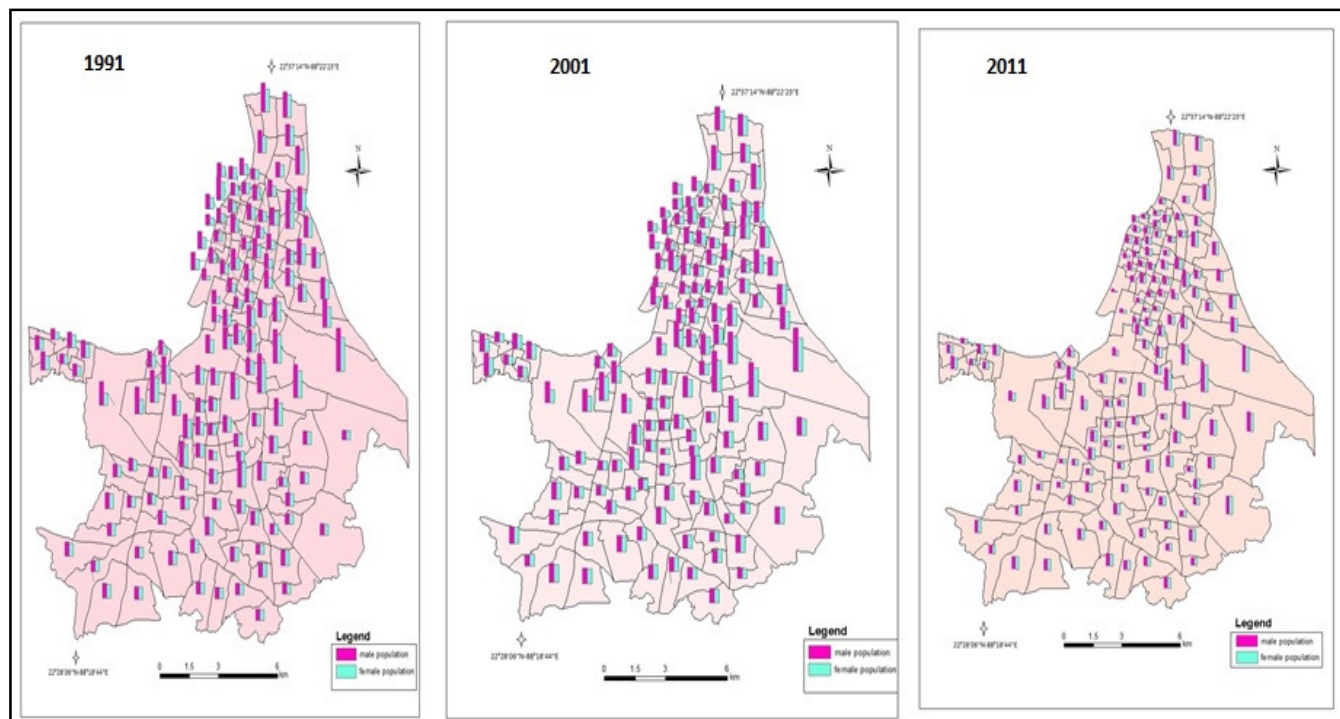 1991
22°37'14"N-88°22'23"E
N
Legend
male population
female population
22°28'06"N-88°18'44"E
0 1.5 3 6
km
2001
22°37'14"N-88°22'23"E
N
Legend
male population
female population
22°28'06"N-88°18'44"E
0 1.5 3 6
km
2011
22°37'14"N-88°22'23"E
N
Legend
male population
female population
22°28'06"N-88°18'44"E
0 1.5 3 6
km